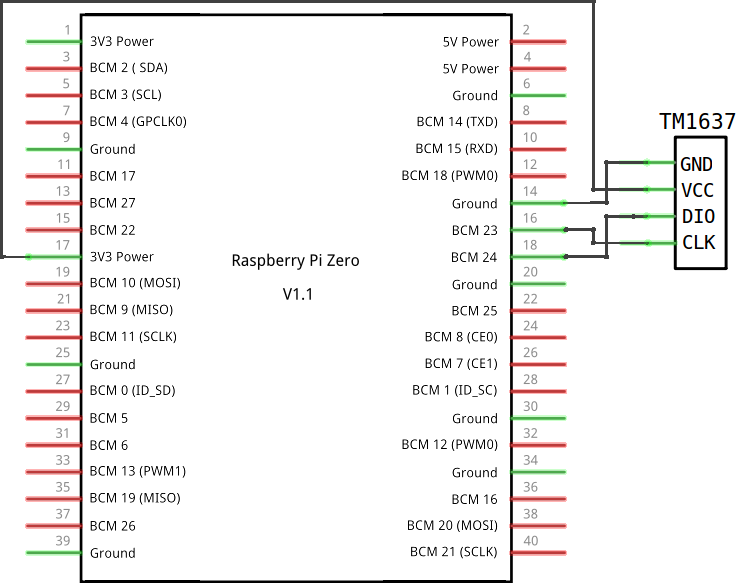 1
3V3 Power
3
BCM 2 ( SDA)
5
BCM 3 (SCL)
7
BCM 4 (GPCLK0)
9
Ground
11
BCM 17
13
BCM 27
15
BCM 22
17
3V3 Power
19
BCM 10 (MOSI)
21
BCM 9 (MISO)
23
BCM 11 (SCLK)
25
Ground
27
BCM 0 (ID_SD)
29
BCM 5
31
BCM 6
33
BCM 13 (PWM1)
35
BCM 19 (MISO)
37
BCM 26
39
Ground
Raspberry Pi Zero
V1.1
2
5V Power
4
5V Power
6
Ground
8
BCM 14 (TXD)
10
BCM 15 (RXD)
12
BCM 18 (PWM0)
14
Ground
16
BCM 23
18
BCM 24
20
Ground
22
BCM 25
24
BCM 8 (CE0)
26
BCM 7 (CE1)
28
BCM 1 (ID_SC)
30
Ground
32
BCM 12 (PWM0)
34
Ground
36
BCM 16
38
BCM 20 (MOSI)
40
BCM 21 (SCLK)
TM1637
GND
VCC
DIO
CLK